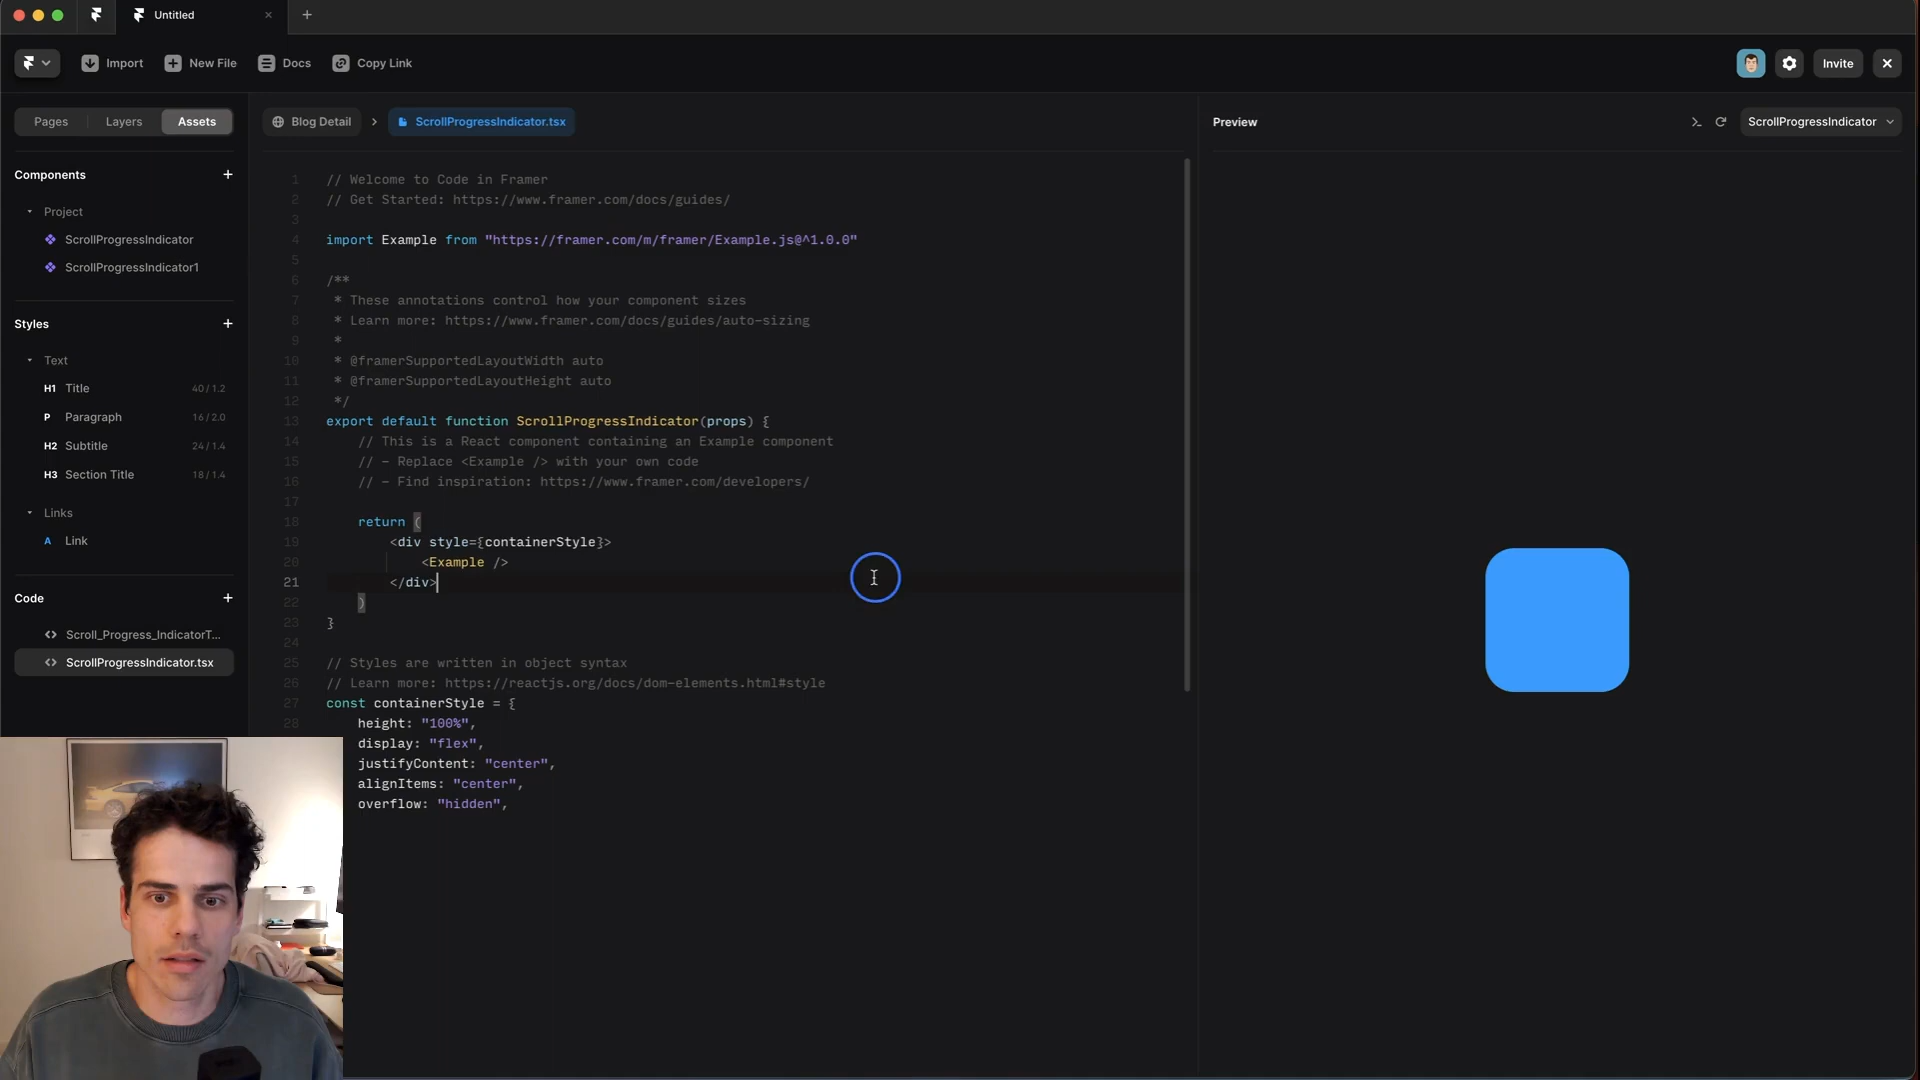 Untitled
Import
New File
Docs
Copy Link
Invite
Pages
Layers
Assets
Blog Detail
ScrollProgressIndicator.tsx
Preview
ScrollProgressIndicator
Components
Project
ScrollProgressIndicator
ScrollProgressIndicator1
Styles
Text
H1 Title 40 / 1.2
P Paragraph 16 / 2.0
H2 Subtitle 24 / 1.4
H3 Section Title 18 / 1.4
Links
A Link
Code
Scroll_Progress_IndicatorT...
ScrollProgressIndicator.tsx
1 // Welcome to Code in Framer
2 // Get Started: https://www.framer.com/docs/guides/
3
4 import Example from "https://framer.com/m/framer/Example.js@^1.0.0"
5
6 /**
7 * These annotations control how your component sizes
8 * Learn more: https://www.framer.com/docs/guides/auto-sizing
9 *
10 * @framerSupportedLayoutWidth auto
11 * @framerSupportedLayoutHeight auto
12 */
13 export default function ScrollProgressIndicator(props) {
14 // This is a React component containing an Example component
15 // - Replace <Example /> with your own code
16 // - Find inspiration: https://www.framer.com/developers/
17
18 return (
19 <div style={containerStyle}>
20 <Example />
21 </div>
22 )
23 }
24
25 // Styles are written in object syntax
26 // Learn more: https://reactjs.org/docs/dom-elements.html#style
27 const containerStyle = {
28 height: "100%",
display: "flex",
justifyContent: "center",
alignItems: "center",
overflow: "hidden",